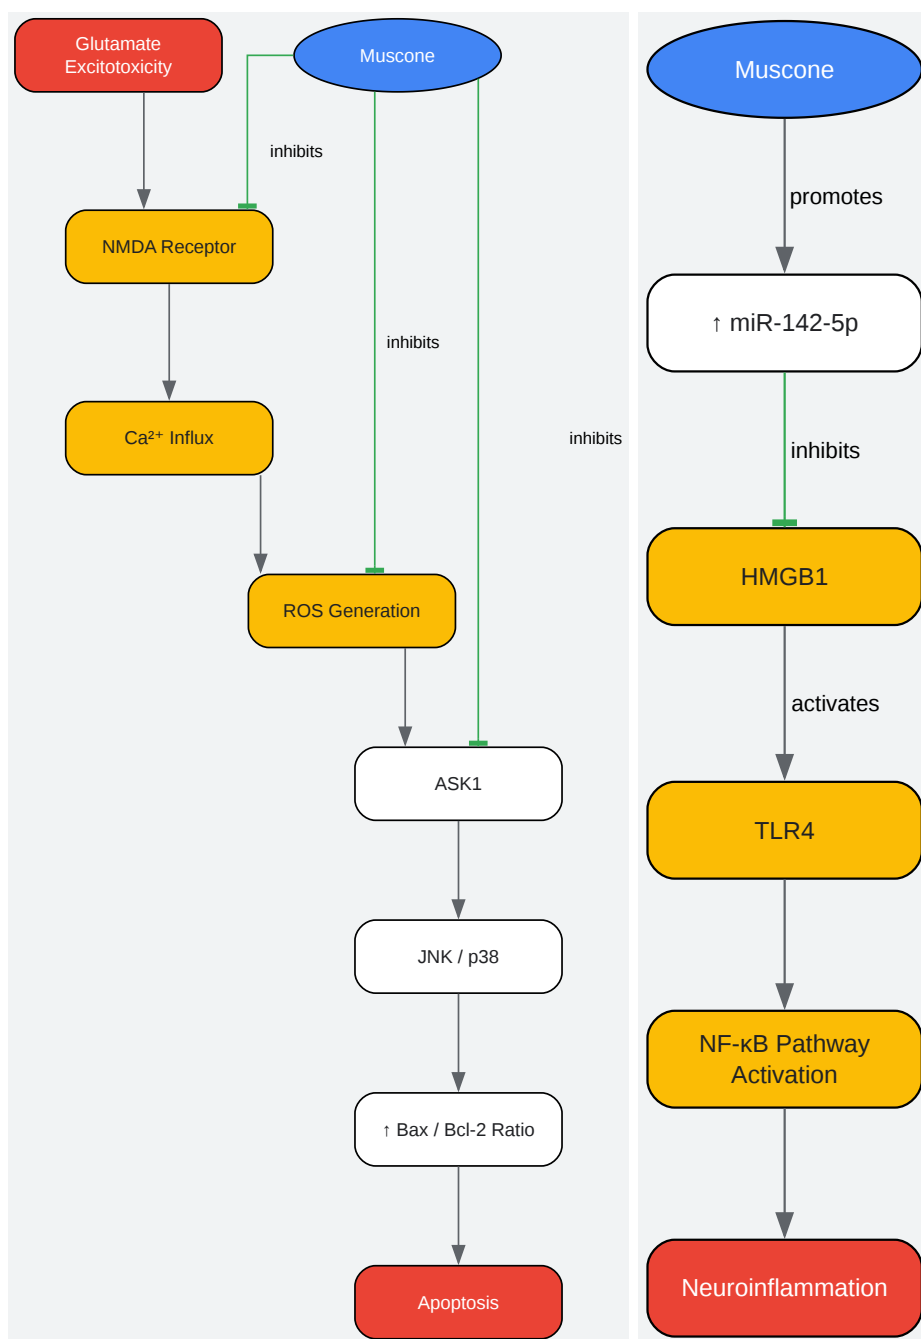 Glutamate
Excitotoxicity
Muscone
inhibits
NMDA Receptor
inhibits
Ca²⁺ Influx
inhibits
ROS Generation
ASK1
JNK / p38
↑ Bax / Bcl-2 Ratio
Apoptosis
Muscone
promotes
↑ miR-142-5p
inhibits
HMGB1
activates
TLR4
NF-κB Pathway
Activation
Neuroinflammation